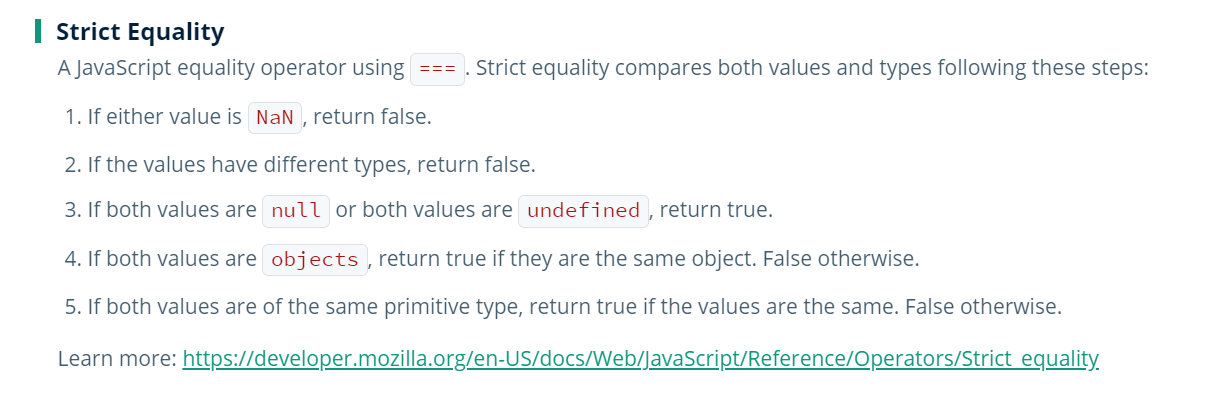 Strict Equality
A JavaScript equality operator using === . Strict equality compares both values and types following these steps:
1. If either value is NaN , return false.
2. If the values have different types, return false.
3. If both values are null or both values are undefined , return true.
4. If both values are objects , return true if they are the same object. False otherwise.
5. If both values are of the same primitive type, return true if the values are the same. False otherwise.
Learn more: https://developer.mozilla.org/en-US/docs/Web/JavaScript/Reference/Operators/Strict_equality